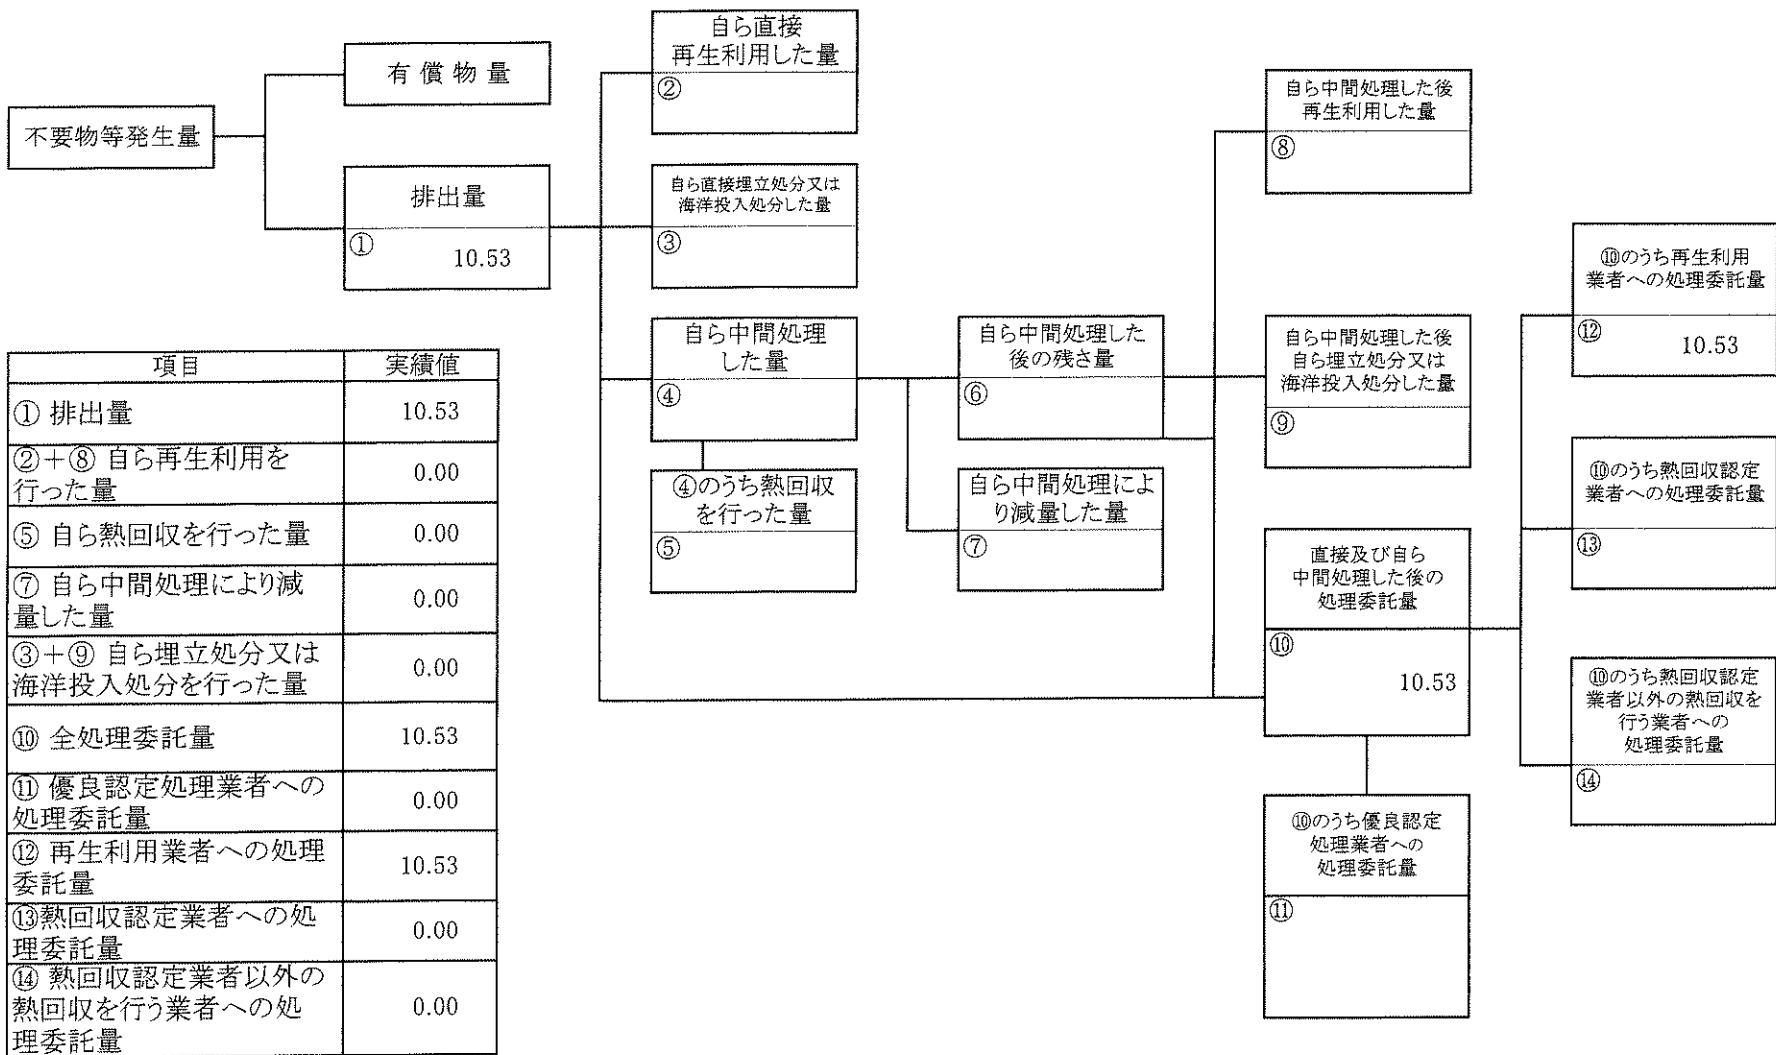 不要物等発生量
有償物量
排出量
①
10.53
自ら直接
再生利用した量
②
自ら直接埋立処分又は
海洋投入処分した量
③
自ら中間処理
した量
④
④のうち熱回収
を行った量
⑤
自ら中間処理した
後の残さ量
⑥
自ら中間処理によ
り減量した量
⑦
自ら中間処理した後
再生利用した量
⑧
自ら中間処理した後
自ら埋立処分又は
海洋投入処分した量
⑨
直接及び自ら
中間処理した後の
処理委託量
⑩
10.53
⑩のうち優良認定
処理業者への
処理委託量
⑪
⑩のうち再生利用
業者への処理委託量
⑫
10.53
⑩のうち熱回収認定
業者への処理委託量
⑬
⑩のうち熱回収認定
業者以外の熱回収を
行う業者への
処理委託量
⑭
項目 実績値
① 排出量 10.53
②+⑧ 自ら再生利用を
行った量 0.00
⑤ 自ら熱回収を行った量 0.00
⑦ 自ら中間処理により減
量した量 0.00
③+⑨ 自ら埋立処分又は
海洋投入処分を行った量 0.00
⑩ 全処理委託量 10.53
⑪ 優良認定処理業者への
処理委託量 0.00
⑫ 再生利用業者への処理
委託量 10.53
⑬熱回収認定業者への処
理委託量 0.00
⑭ 熱回収認定業者以外の
熱回収を行う業者への処
理委託量 0.00